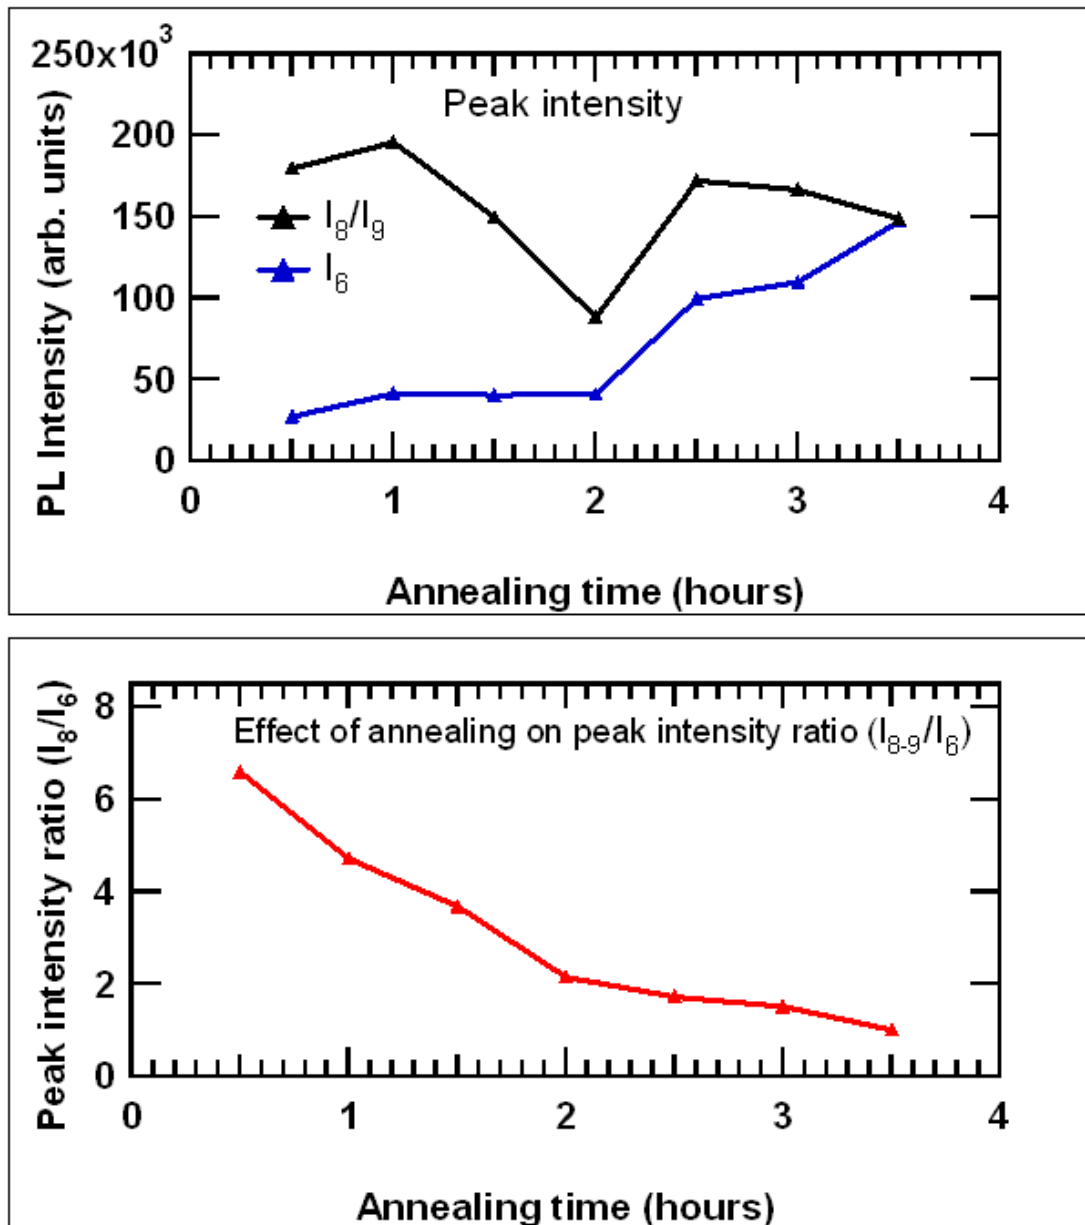 250x10³
Peak intensity
200
150
100
50
0
I₈/I₉
I₆
PL Intensity (arb. units)
0 1 2 3 4
Annealing time (hours)
8
6
4
2
0
Effect of annealing on peak intensity ratio (I₈₋₉/I₆)
Peak intensity ratio (I₈/I₆)
0 1 2 3 4
Annealing time (hours)